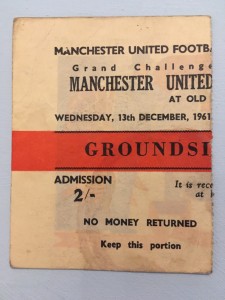 MANCHESTER UNITED FOOTBA
Grand Challenge
MANCHESTER UNITED
AT OLD
WEDNESDAY, 13th DECEMBER, 1961
GROUNDSI
ADMISSION
2/-
It is rece
at
NO MONEY RETURNED
Keep this portion